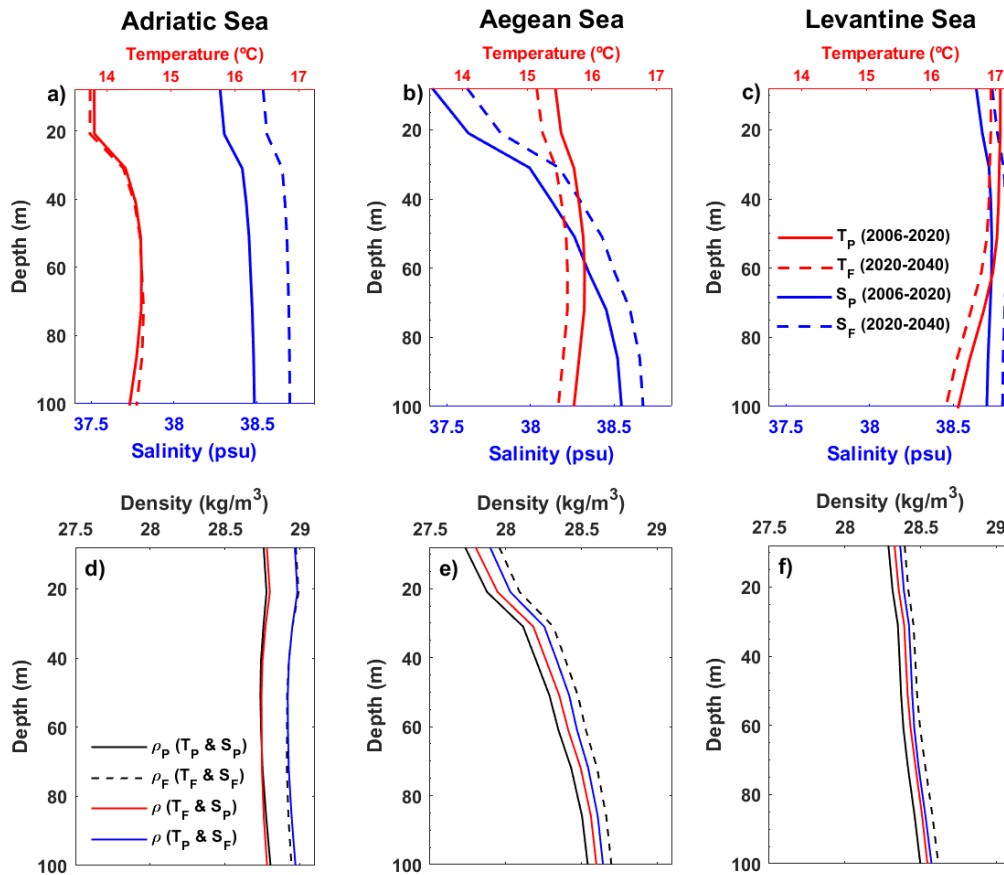 Adriatic Sea
Aegean Sea
Levantine Sea
Temperature (ºC)
Temperature (ºC)
Temperature (ºC)
14 15 16 17
14 15 16 17
14 15 16 17
a)
b)
c)
20
40
60
80
100
20
40
60
80
100
20
40
60
80
100
Depth (m)
Depth (m)
Depth (m)
T_P (2006-2020)
T_F (2020-2040)
S_P (2006-2020)
S_F (2020-2040)
37.5 38 38.5
37.5 38 38.5
37.5 38 38.5
Salinity (psu)
Salinity (psu)
Salinity (psu)
Density (kg/m³)
Density (kg/m³)
Density (kg/m³)
27.5 28 28.5 29
27.5 28 28.5 29
27.5 28 28.5 29
d)
e)
f)
20
40
60
80
100
20
40
60
80
100
20
40
60
80
100
Depth (m)
Depth (m)
Depth (m)
ρ_P (T_P & S_P)
ρ_F (T_F & S_F)
ρ (T_F & S_P)
ρ (T_P & S_F)